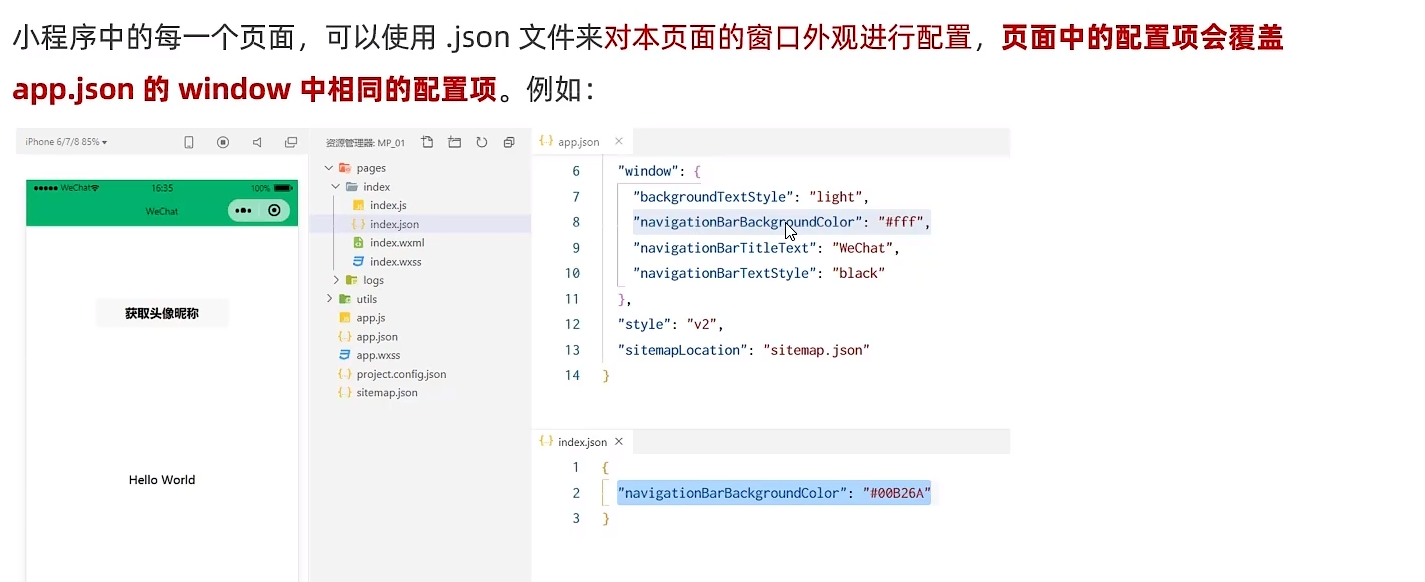 小程序中的每一个页面，可以使用 .json 文件来对本页面的窗口外观进行配置，页面中的配置项会覆盖
app.json 的 window 中相同的配置项。例如：
iPhone 6/7/8 85%
WeChat 16:35 100%
WeChat
获取头像昵称
Hello World
资源管理器: MP_01
pages
index
index.js
index.json
index.wxml
index.wxss
logs
utils
app.js
app.json
app.wxss
project.config.json
sitemap.json
app.json
6 "window": {
7 "backgroundTextStyle": "light",
8 "navigationBarBackgroundColor": "#fff",
9 "navigationBarTitleText": "WeChat",
10 "navigationBarTextStyle": "black"
11 },
12 "style": "v2",
13 "sitemapLocation": "sitemap.json"
14 }
index.json
1 {
2 "navigationBarBackgroundColor": "#00B26A"
3 }